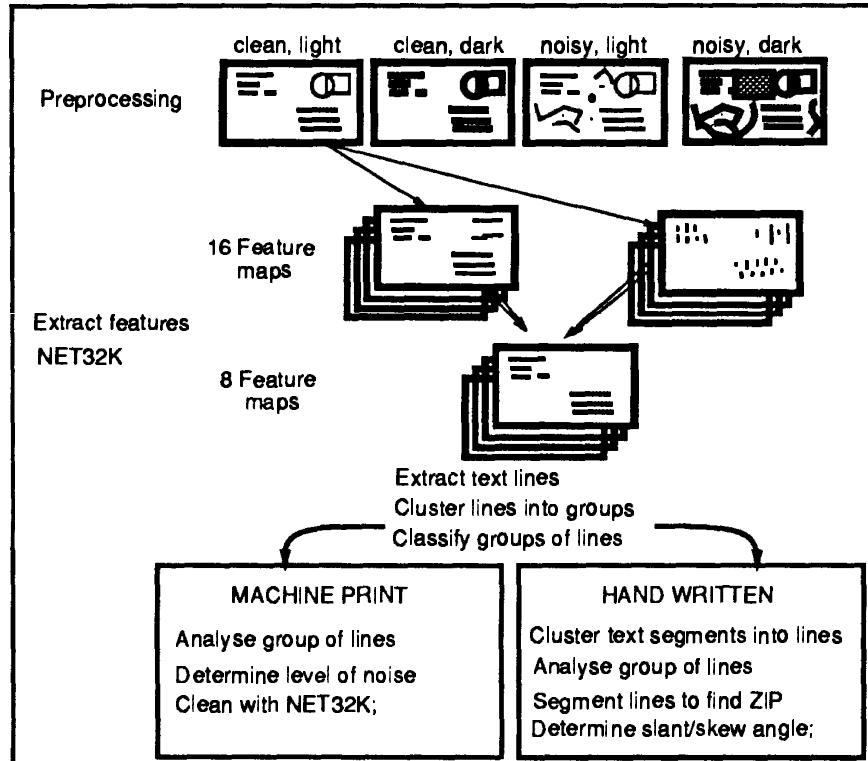 clean, light clean, dark noisy, light noisy, dark
Preprocessing
16 Feature
maps
Extract features
NET32K
8 Feature
maps
Extract text lines
Cluster lines into groups
Classify groups of lines
MACHINE PRINT
Analyse group of lines
Determine level of noise
Clean with NET32K;
HAND WRITTEN
Cluster text segments into lines
Analyse group of lines
Segment lines to find ZIP
Determine slant/skew angle;